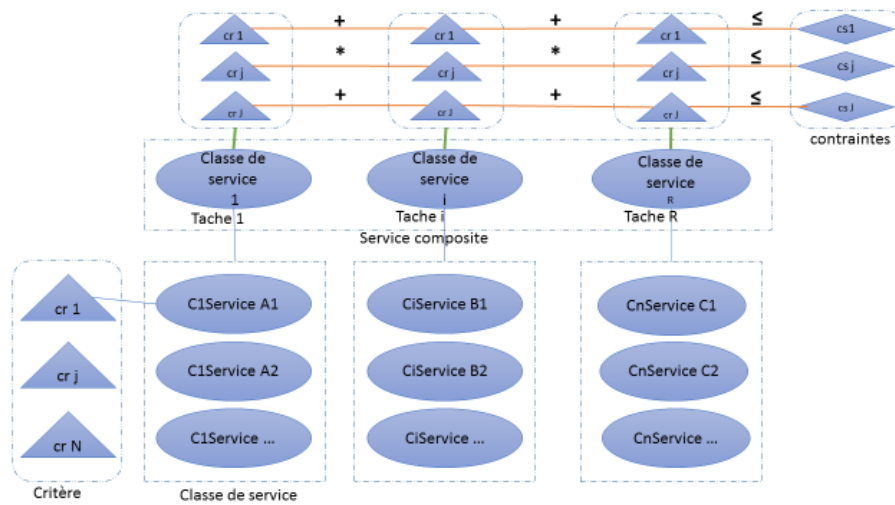 cr 1 + cr 1 + cr 1 ≤ cs1
cr j * cr j * cr j ≤ cs j
cr J + cr J + cr J ≤ cs J
contraintes
Classe de service 1
Classe de service i
Classe de service R
Tache 1
Tache i
Tache R
Service composite
cr 1
cr j
cr N
Critère
C1Service A1
C1Service A2
C1Service ...
Classe de service
CiService B1
CiService B2
CiService ...
CnService C1
CnService C2
CnService ...